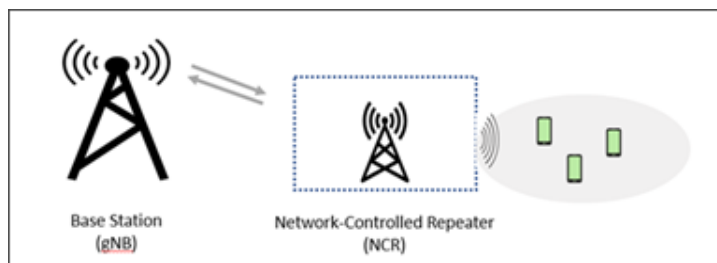 Base Station
(gNB)
Network-Controlled Repeater
(NCR)